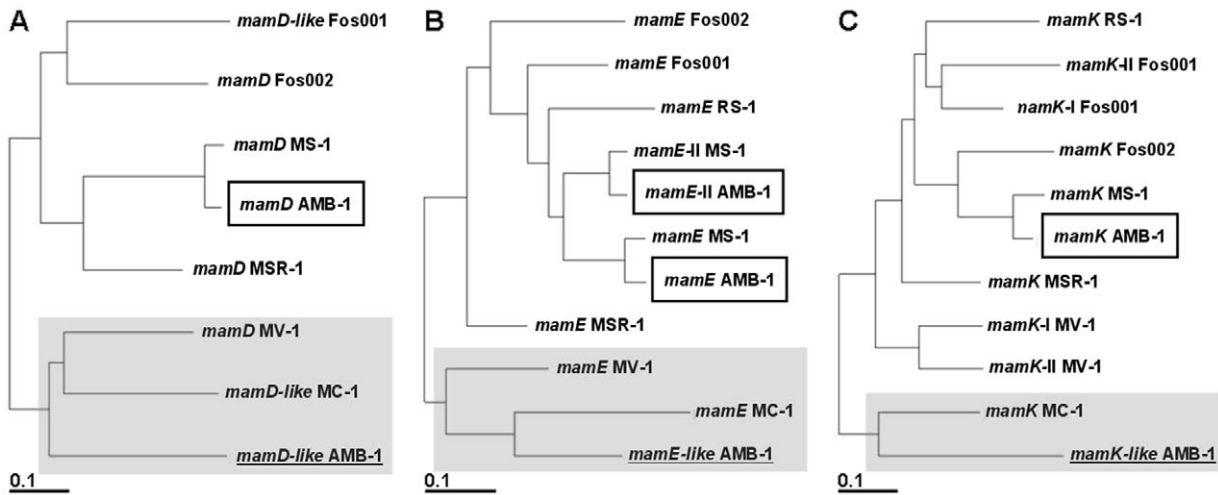 A
mamD-like Fos001
mamD Fos002
mamD MS-1
mamD AMB-1
mamD MSR-1
mamD MV-1
mamD-like MC-1
mamD-like AMB-1
0.1
B
mamE Fos002
mamE Fos001
mamE RS-1
mamE-II MS-1
mamE-II AMB-1
mamE MS-1
mamE AMB-1
mamE MSR-1
mamE MV-1
mamE MC-1
mamE-like AMB-1
0.1
C
mamK RS-1
mamK-II Fos001
namK-I Fos001
mamK Fos002
mamK MS-1
mamK AMB-1
mamK MSR-1
mamK-I MV-1
mamK-II MV-1
mamK MC-1
mamK-like AMB-1
0.1